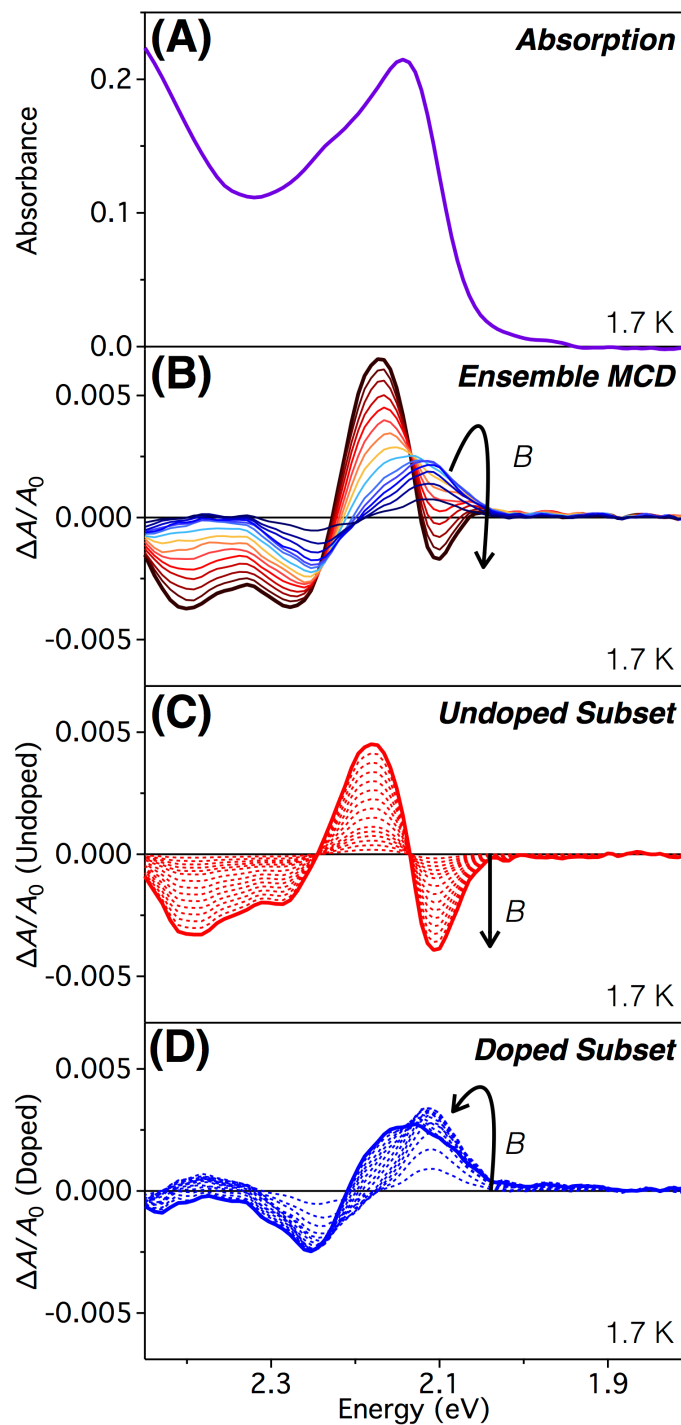 (A) Absorption
0.2
Absorbance
0.1
1.7 K
0.0
(B) Ensemble MCD
0.005
B
ΔA/A0
0.000
-0.005
1.7 K
(C) Undoped Subset
0.005
ΔA/A0 (Undoped)
0.000
B
-0.005
1.7 K
(D) Doped Subset
0.005
B
ΔA/A0 (Doped)
0.000
-0.005
1.7 K
2.3 2.1 1.9
Energy (eV)